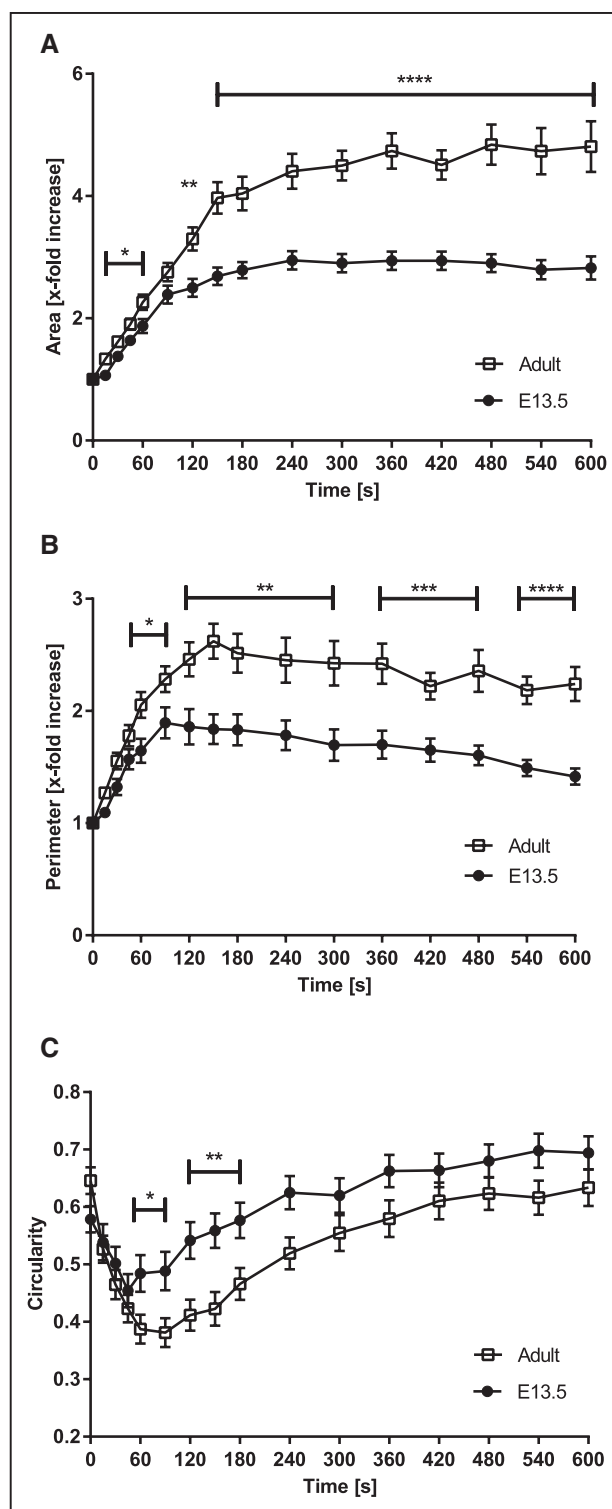 A
6
****
Area [x-fold increase]
**
4
*
2
Adult
E13.5
0
0 60 120 180 240 300 360 420 480 540 600
Time [s]
B
3
* ** *** ****
Perimeter [x-fold increase]
2
1
Adult
E13.5
0
0 60 120 180 240 300 360 420 480 540 600
Time [s]
C
0.8
0.7
**
*
0.6
Circularity
0.5
0.4
0.3
Adult
E13.5
0.2
0 60 120 180 240 300 360 420 480 540 600
Time [s]